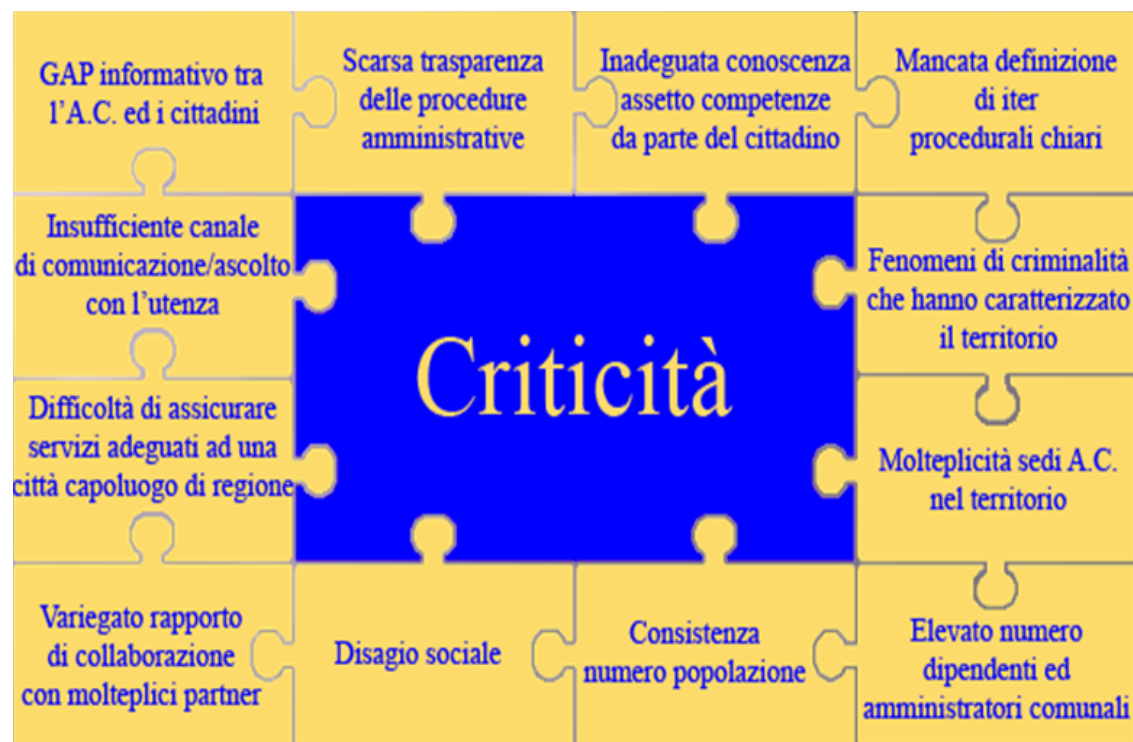 GAP informativo tra
l'A.C. ed i cittadini
Scarsa trasparenza
delle procedure
amministrative
Inadeguata conoscenza
assetto competenze
da parte del cittadino
Mancata definizione
di iter
procedurali chiari
Insufficiente canale
di comunicazione/ascolto
con l'utenza
Fenomeni di criminalità
che hanno caratterizzato
il territorio
Criticità
Difficoltà di assicurare
servizi adeguati ad una
città capoluogo di regione
Molteplicità sedi A.C.
nel territorio
Variegato rapporto
di collaborazione
con molteplici partner
Disagio sociale
Consistenza
numero popolazione
Elevato numero
dipendenti ed
amministratori comunali